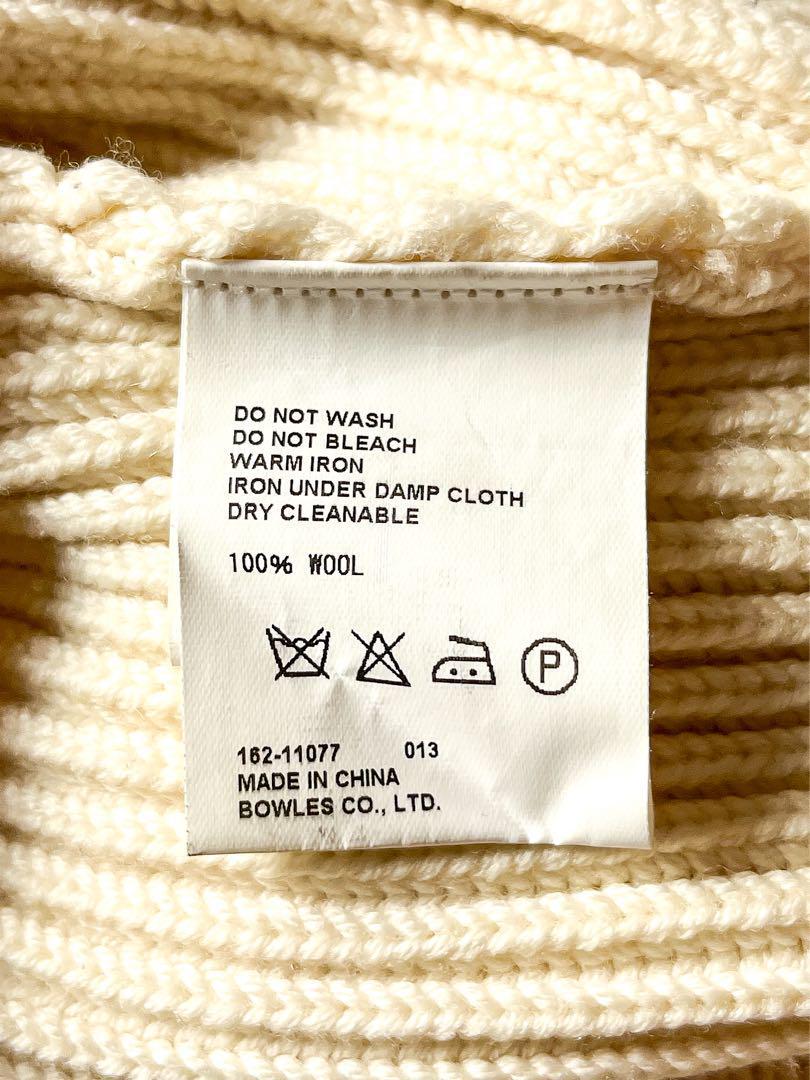 DO NOT WASH
DO NOT BLEACH
WARM IRON
IRON UNDER DAMP CLOTH
DRY CLEANABLE
100% WOOL
P
162-11077 013
MADE IN CHINA
BOWLES CO., LTD.